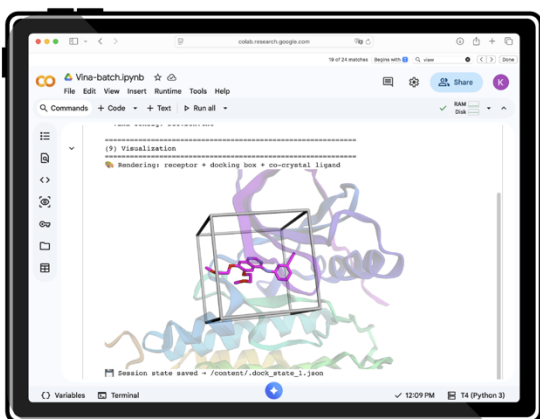 colab.research.google.com
19 of 24 matches Begins with Q view Done
CO Vina-batch.ipynb
File Edit View Insert Runtime Tools Help
Share K
Commands + Code + Text Run all
RAM
Disk
(9) Visualization
Rendering: receptor + docking box + co-crystal ligand
Session state saved → /content/.dock_state_1.json
Variables Terminal 12:09 PM T4 (Python 3)